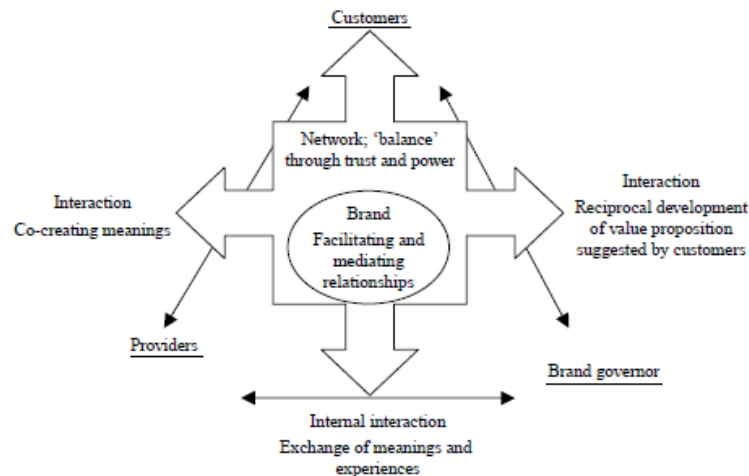 Customers
Network; ‘balance’
through trust and power
Interaction
Co-creating meanings
Brand
Facilitating and
mediating
relationships
Interaction
Reciprocal development
of value proposition
suggested by customers
Providers
Brand governor
Internal interaction
Exchange of meanings and
experiences